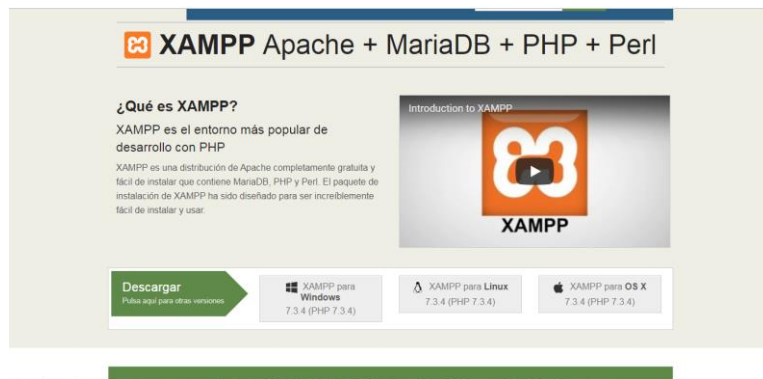 XAMPP Apache + MariaDB + PHP + Perl
¿Qué es XAMPP?
XAMPP es el entorno más popular de
desarrollo con PHP
XAMPP es una distribución de Apache completamente gratuita y
fácil de instalar que contiene MariaDB, PHP y Perl. El paquete de
instalación de XAMPP ha sido diseñado para ser increíblemente
fácil de instalar y usar.
Introduction to XAMPP
XAMPP
Descargar
Pulsa aquí para otras versiones
XAMPP para
Windows
7.3.4 (PHP 7.3.4)
XAMPP para Linux
7.3.4 (PHP 7.3.4)
XAMPP para OS X
7.3.4 (PHP 7.3.4)